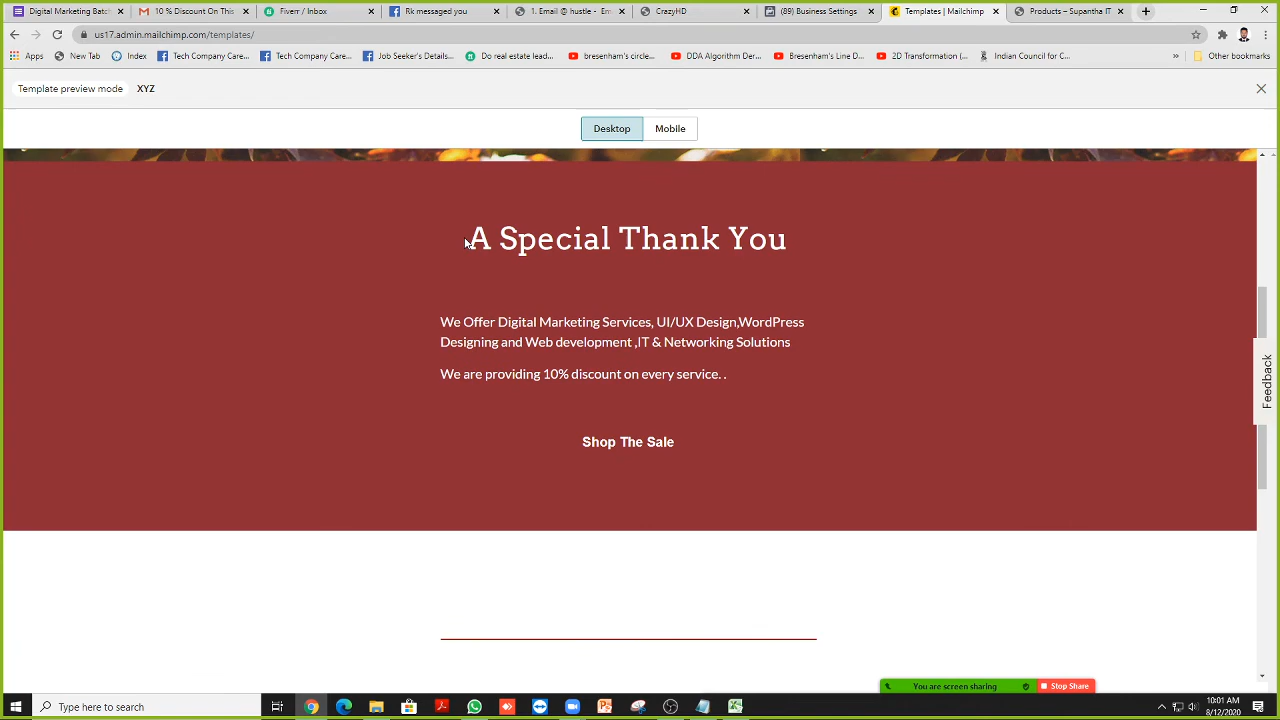 Digital Marketing Batch
10 % Discount On This
Fiverr / Inbox
Rk messaged you
1. Email @ hustle - Em
CrazyHD
(89) Business Settings
Templates | Mailchimp
Products – Supantha IT
us17.admin.mailchimp.com/templates/
Apps
New Tab
Index
Tech Company Care...
Tech Company Care...
Job Seeker's Details...
Do real estate lead...
bresenham's circle...
DDA Algorithm Der...
Bresenham's Line D...
2D Transformation (...
Indian Council for C...
»
Other bookmarks
Template preview mode
XYZ
Desktop
Mobile
A Special Thank You
We Offer Digital Marketing Services, UI/UX Design,WordPress
Designing and Web development ,IT & Networking Solutions
We are providing 10% discount on every service. .
Shop The Sale
Feedback
You are screen sharing
Stop Share
Type here to search
10:01 AM
8/12/2020